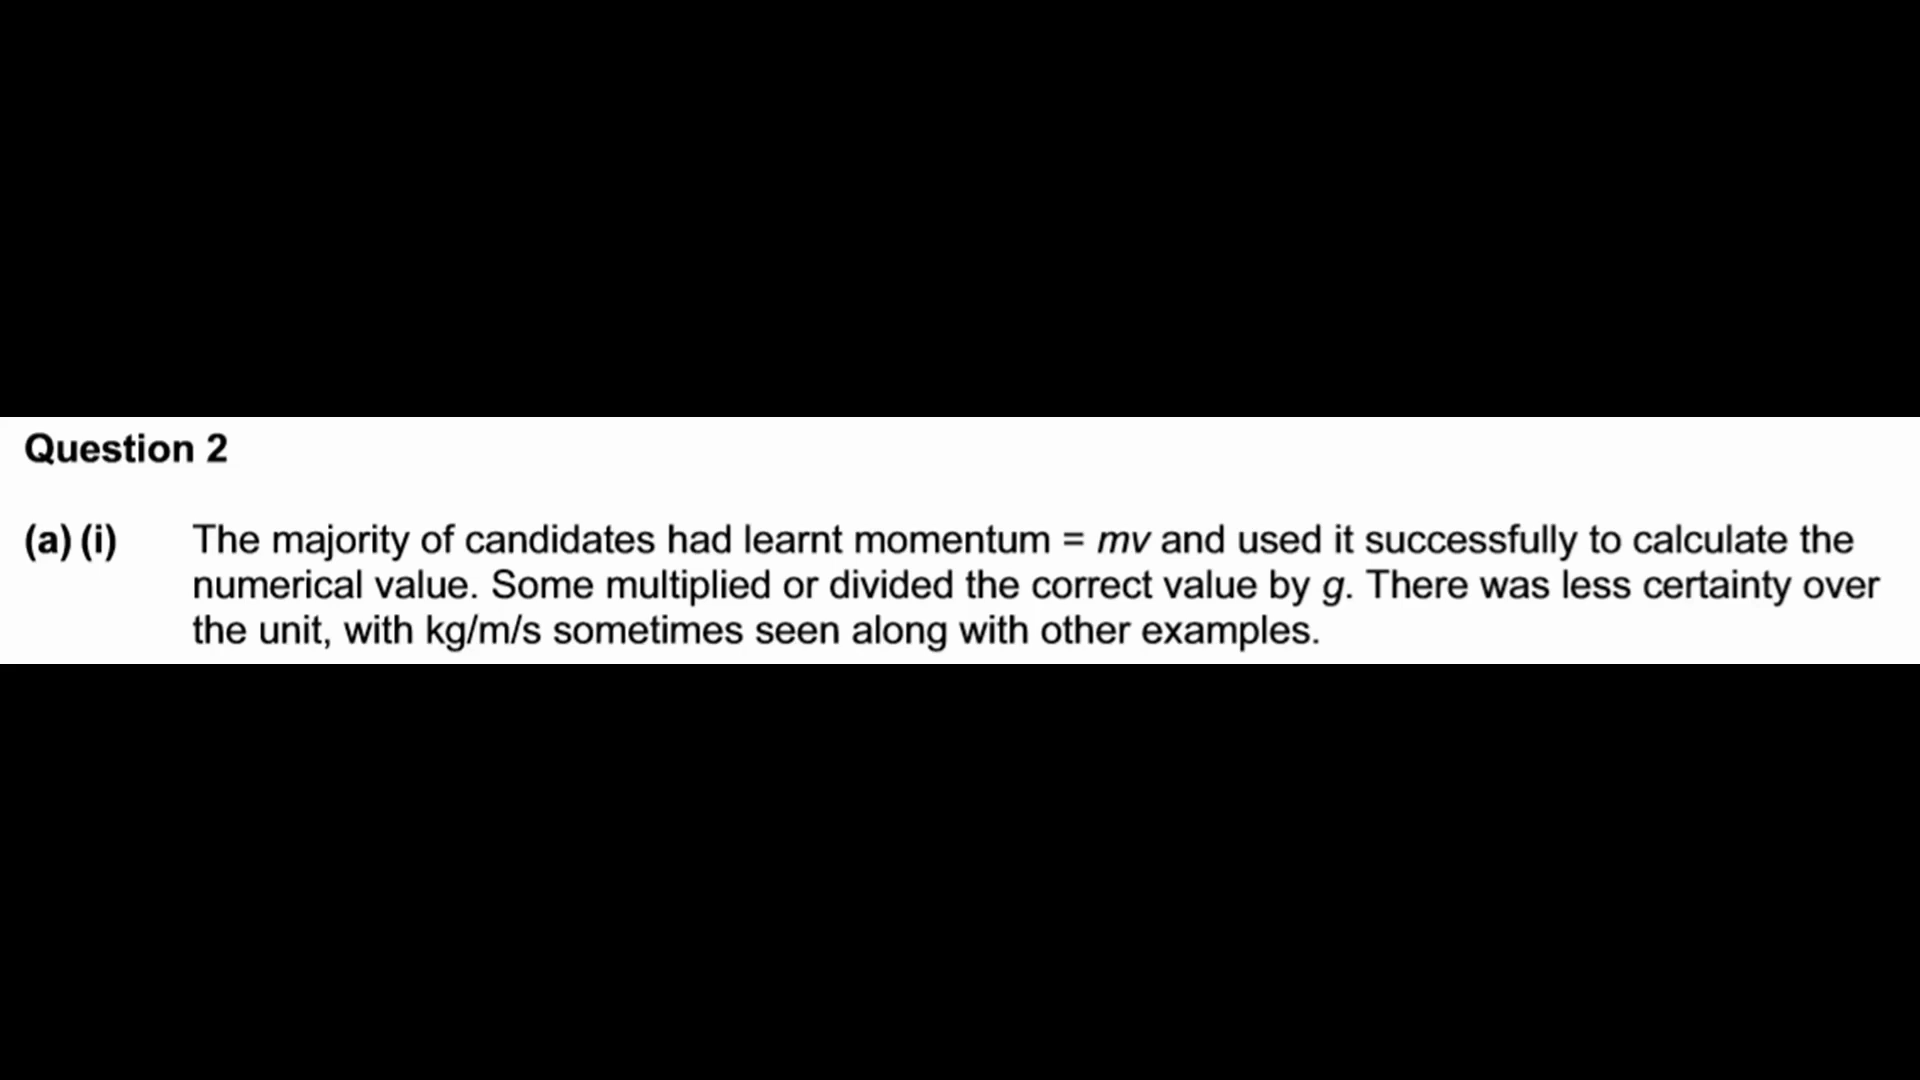 Question 2
(a) (i) The majority of candidates had learnt momentum = mv and used it successfully to calculate the
numerical value. Some multiplied or divided the correct value by g. There was less certainty over
the unit, with kg/m/s sometimes seen along with other examples.